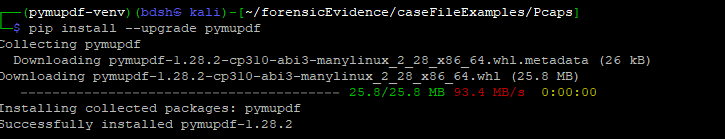 ┌──(pymupdf-venv)(bdsh㉿kali)-[~/forensicEvidence/caseFileExamples/Pcaps]
└─$ pip install --upgrade pymupdf
Collecting pymupdf
  Downloading pymupdf-1.28.2-cp310-abi3-manylinux_2_28_x86_64.whl.metadata (26 kB)
Downloading pymupdf-1.28.2-cp310-abi3-manylinux_2_28_x86_64.whl (25.8 MB)
   ---------------------------------------- 25.8/25.8 MB 93.4 MB/s  0:00:00
Installing collected packages: pymupdf
Successfully installed pymupdf-1.28.2